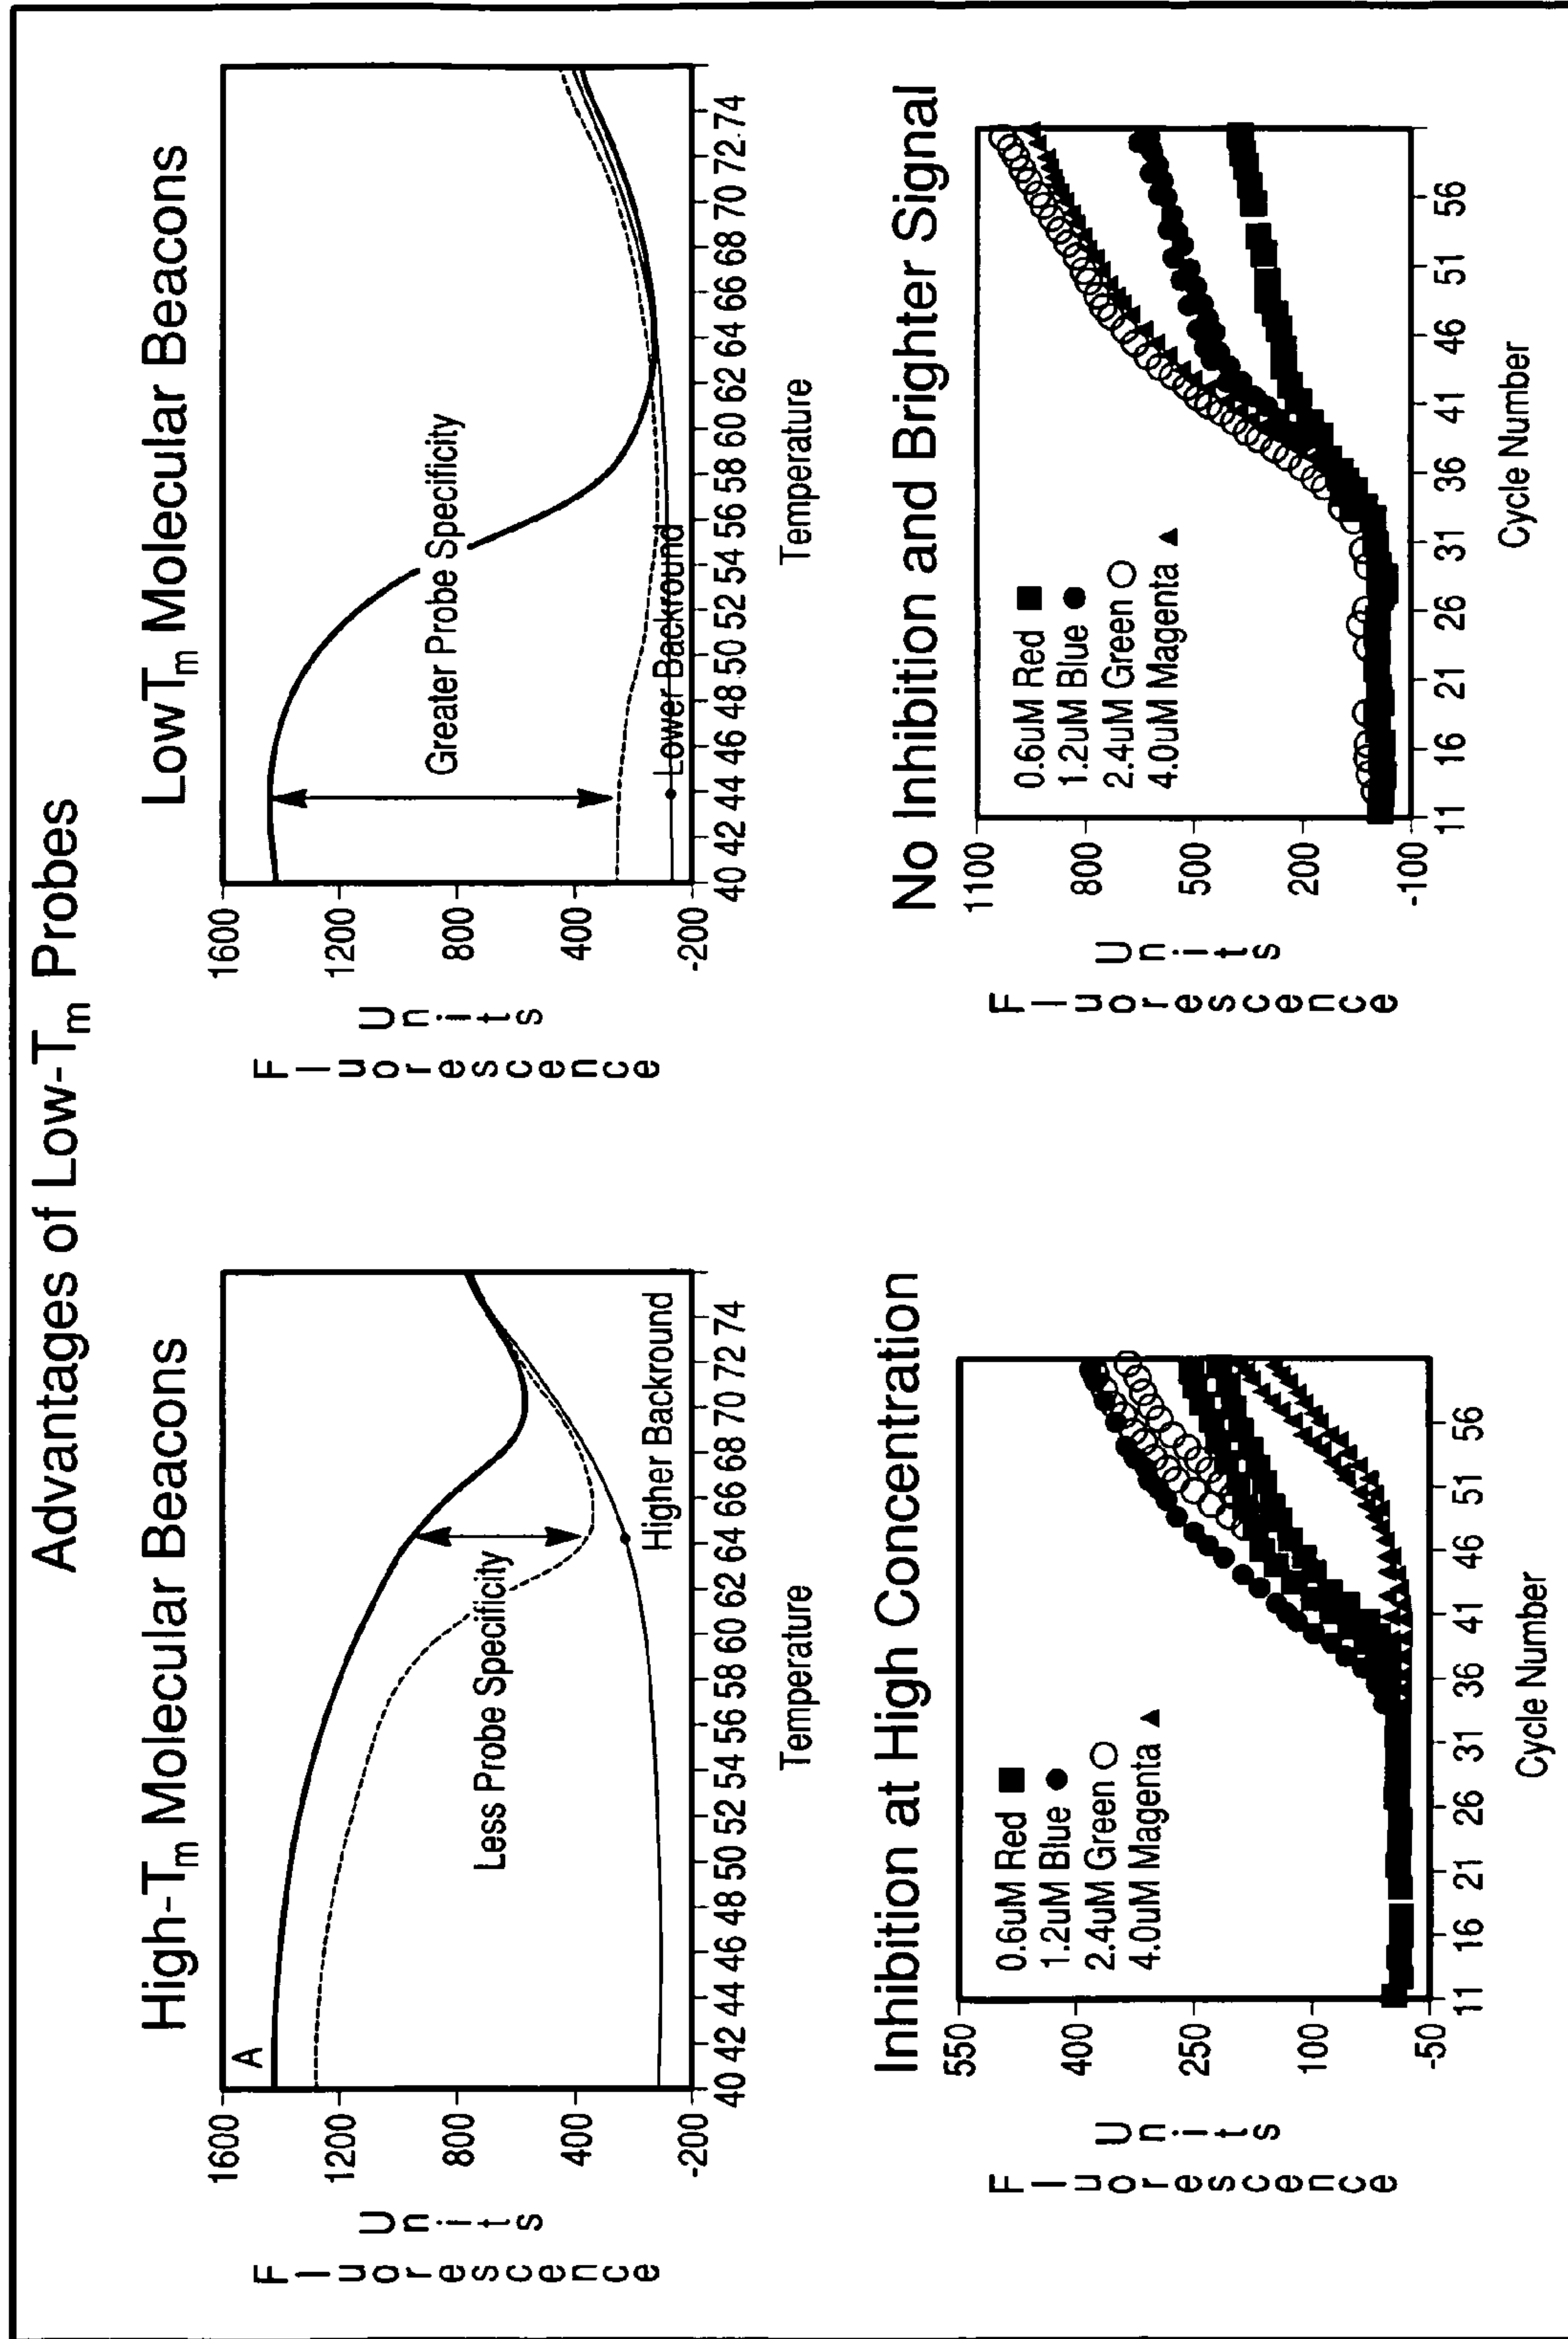 Advantages of Low-Tm Probes
High-Tm Molecular Beacons
1600
1200
800
400
-200
Fluorescence
Units
A
Less Probe Specificity
Higher Backround
40 42 44 46 48 50 52 54 56 58 60 62 64 66 68 70 72 74
Temperature
LowTm Molecular Beacons
1600
1200
800
400
-200
Fluorescence
Units
Greater Probe Specificity
Lower Backround
40 42 44 46 48 50 52 54 56 58 60 62 64 66 68 70 72 74
Temperature
Inhibition at High Concentration
550
400
250
100
-50
Fluorescence
Units
0.6uM Red
1.2uM Blue
2.4uM Green
4.0uM Magenta
11 16 21 26 31 36 41 46 51 56
Cycle Number
No Inhibition and Brighter Signal
1100
800
500
200
-100
Fluorescence
Units
0.6uM Red
1.2uM Blue
2.4uM Green
4.0uM Magenta
11 16 21 26 31 36 41 46 51 56
Cycle Number